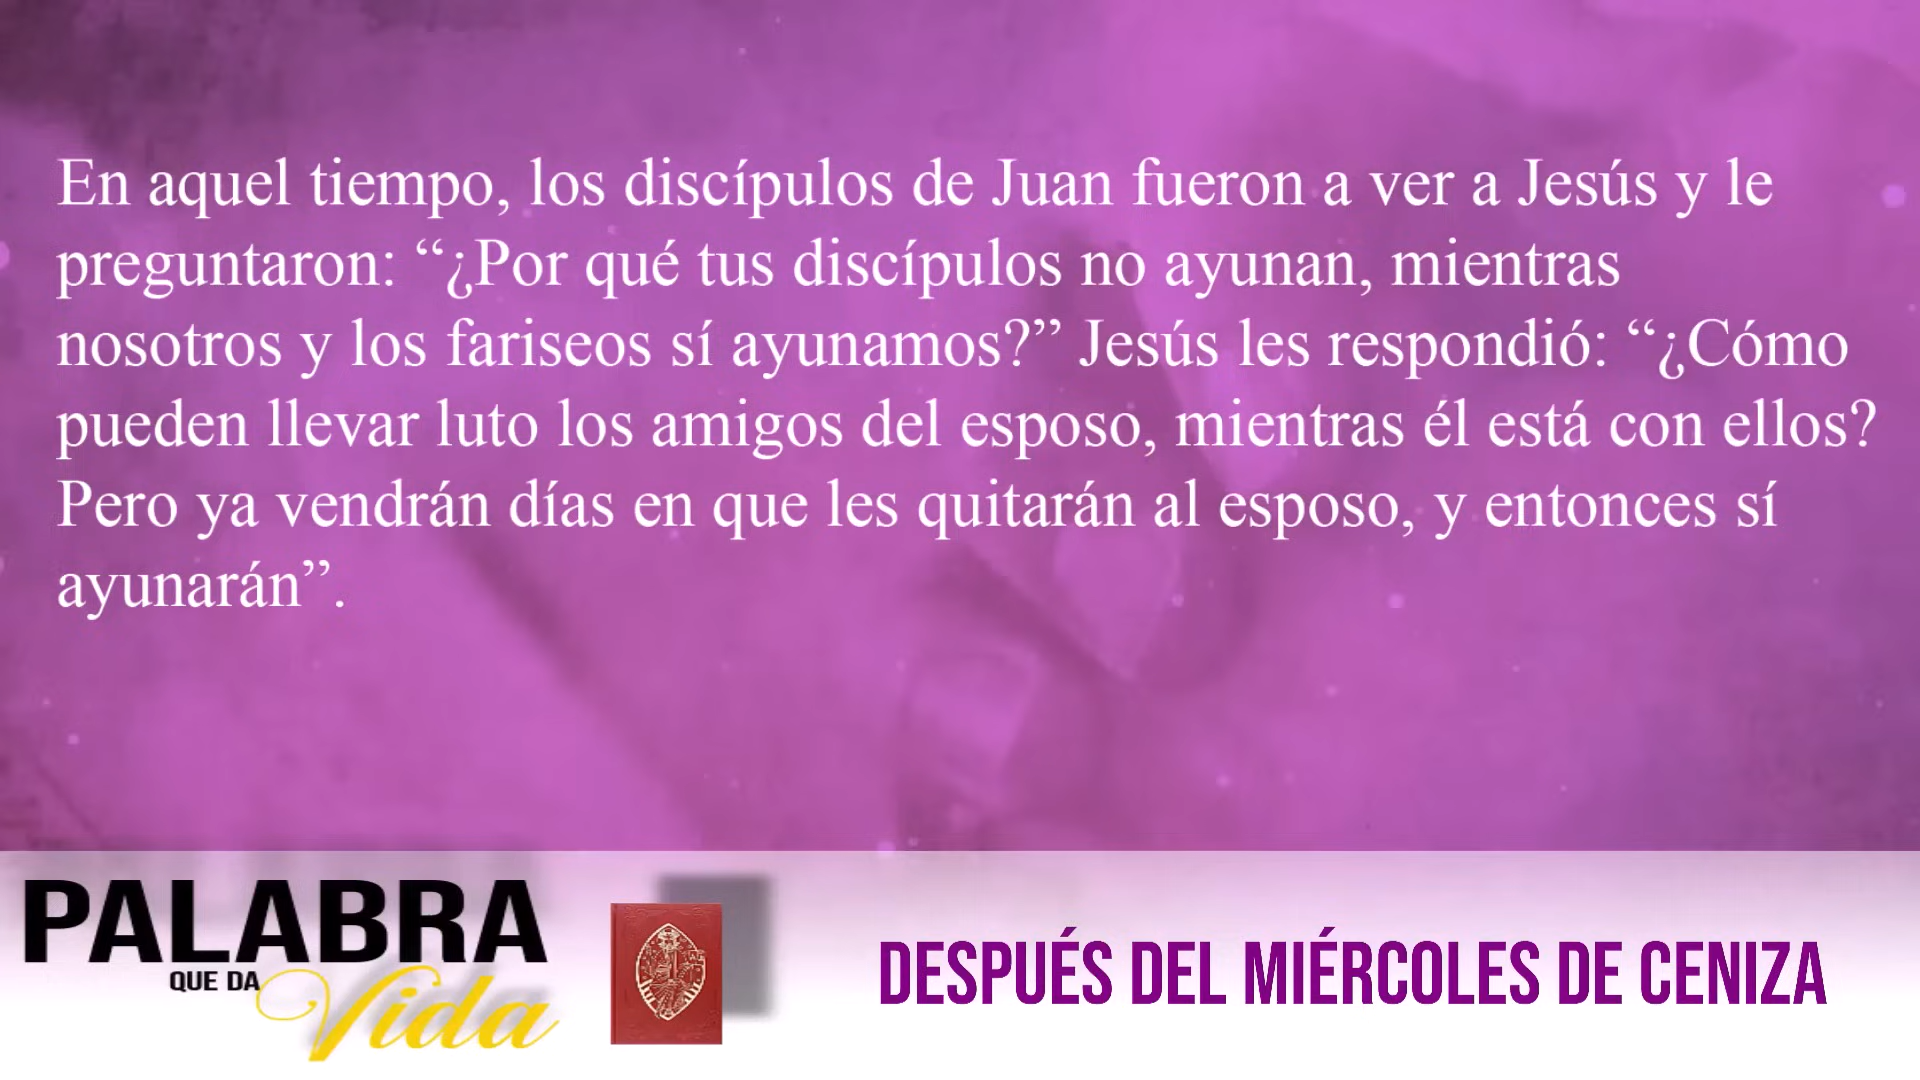 En aquel tiempo, los discípulos de Juan fueron a ver a Jesús y le
preguntaron: “¿Por qué tus discípulos no ayunan, mientras
nosotros y los fariseos sí ayunamos?” Jesús les respondió: “¿Cómo
pueden llevar luto los amigos del esposo, mientras él está con ellos?
Pero ya vendrán días en que les quitarán al esposo, y entonces sí
ayunarán”.
PALABRA
QUE DA
Vida
DESPUÉS DEL MIÉRCOLES DE CENIZA